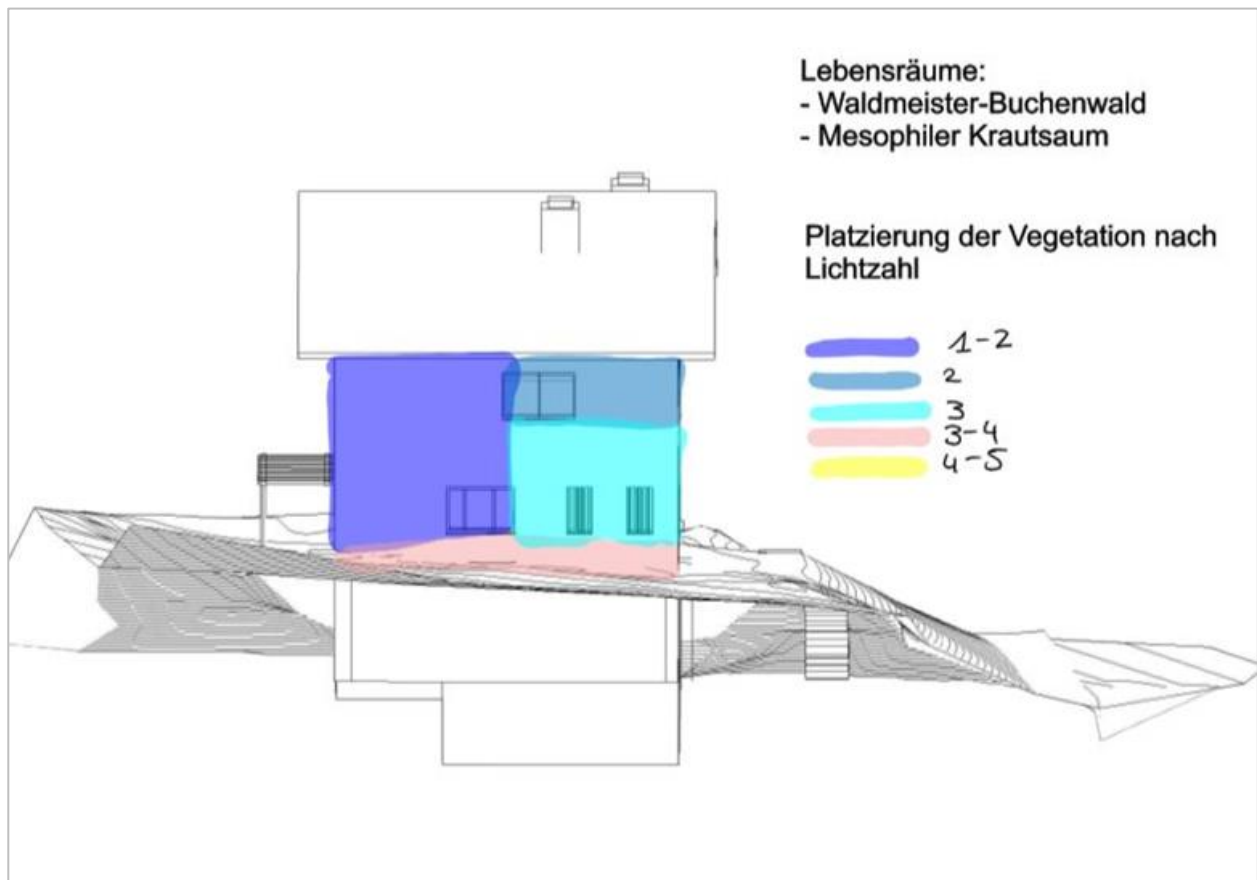 Lebensräume:
- Waldmeister-Buchenwald
- Mesophiler Krautsaum
Platzierung der Vegetation nach
Lichtzahl
1-2
2
3
3-4
4-5